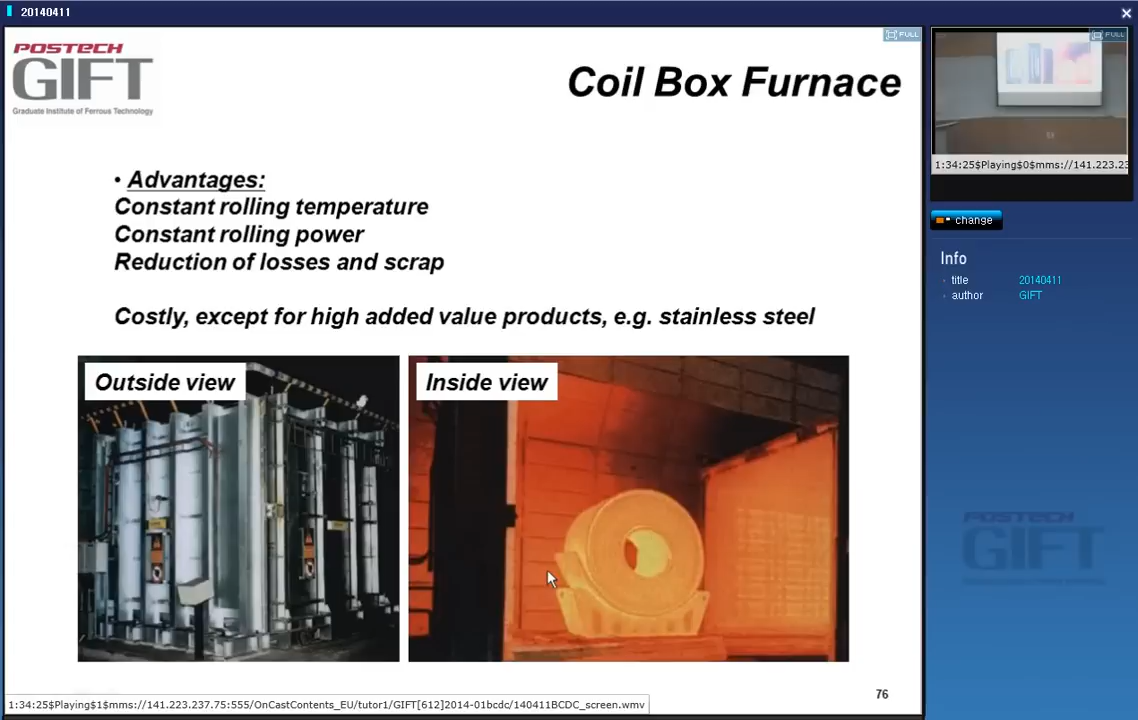 20140411
POSTECH
GIFT
Graduate Institute of Ferrous Technology
Coil Box Furnace
• Advantages:
Constant rolling temperature
Constant rolling power
Reduction of losses and scrap
Costly, except for high added value products, e.g. stainless steel
Outside view
Inside view
76
1:34:25$Playing$1$mms://141.223.237.75:555/OnCastContents_EU/tutor1/GIFT[612]2014-01bcdc/140411BCDC_screen.wmv
FULL
FULL
1:34:25$Playing$0$mms://141.223.23
change
Info
title 20140411
author GIFT
POSTECH
GIFT